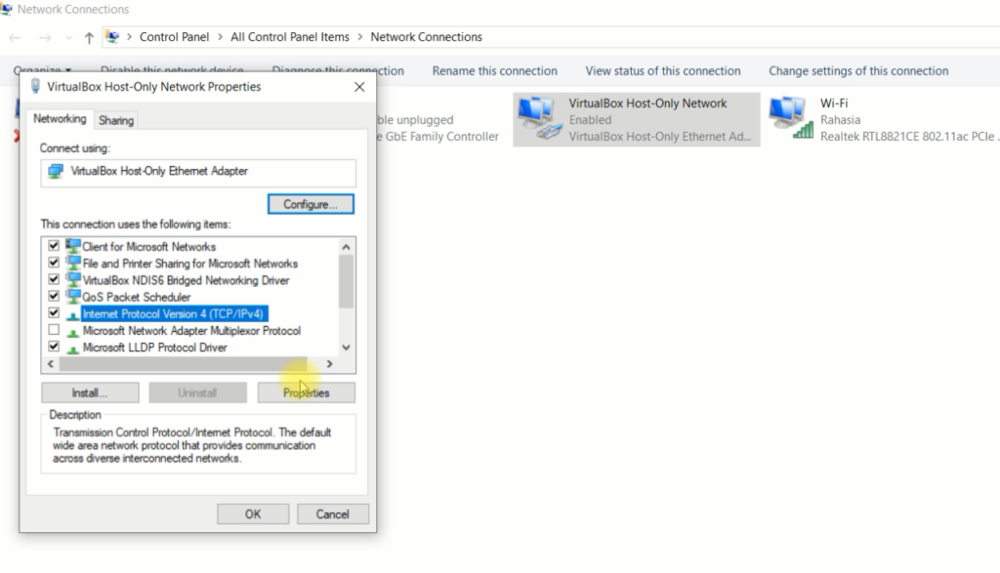 Network Connections
Control Panel > All Control Panel Items > Network Connections
Organize Disable this network device Diagnose this connection Rename this connection View status of this connection Change settings of this connection
VirtualBox Host-Only Network Properties
Networking Sharing
Connect using:
VirtualBox Host-Only Ethernet Adapter
Configure...
This connection uses the following items:
Client for Microsoft Networks
File and Printer Sharing for Microsoft Networks
VirtualBox NDIS6 Bridged Networking Driver
QoS Packet Scheduler
Internet Protocol Version 4 (TCP/IPv4)
Microsoft Network Adapter Multiplexor Protocol
Microsoft LLDP Protocol Driver
Install... Uninstall Properties
Description
Transmission Control Protocol/Internet Protocol. The default
wide area network protocol that provides communication
across diverse interconnected networks.
OK Cancel
unplugged
GbE Family Controller
VirtualBox Host-Only Network
Enabled
VirtualBox Host-Only Ethernet Ad...
Wi-Fi
Rahasia
Realtek RTL8821CE 802.11ac PCIe ...